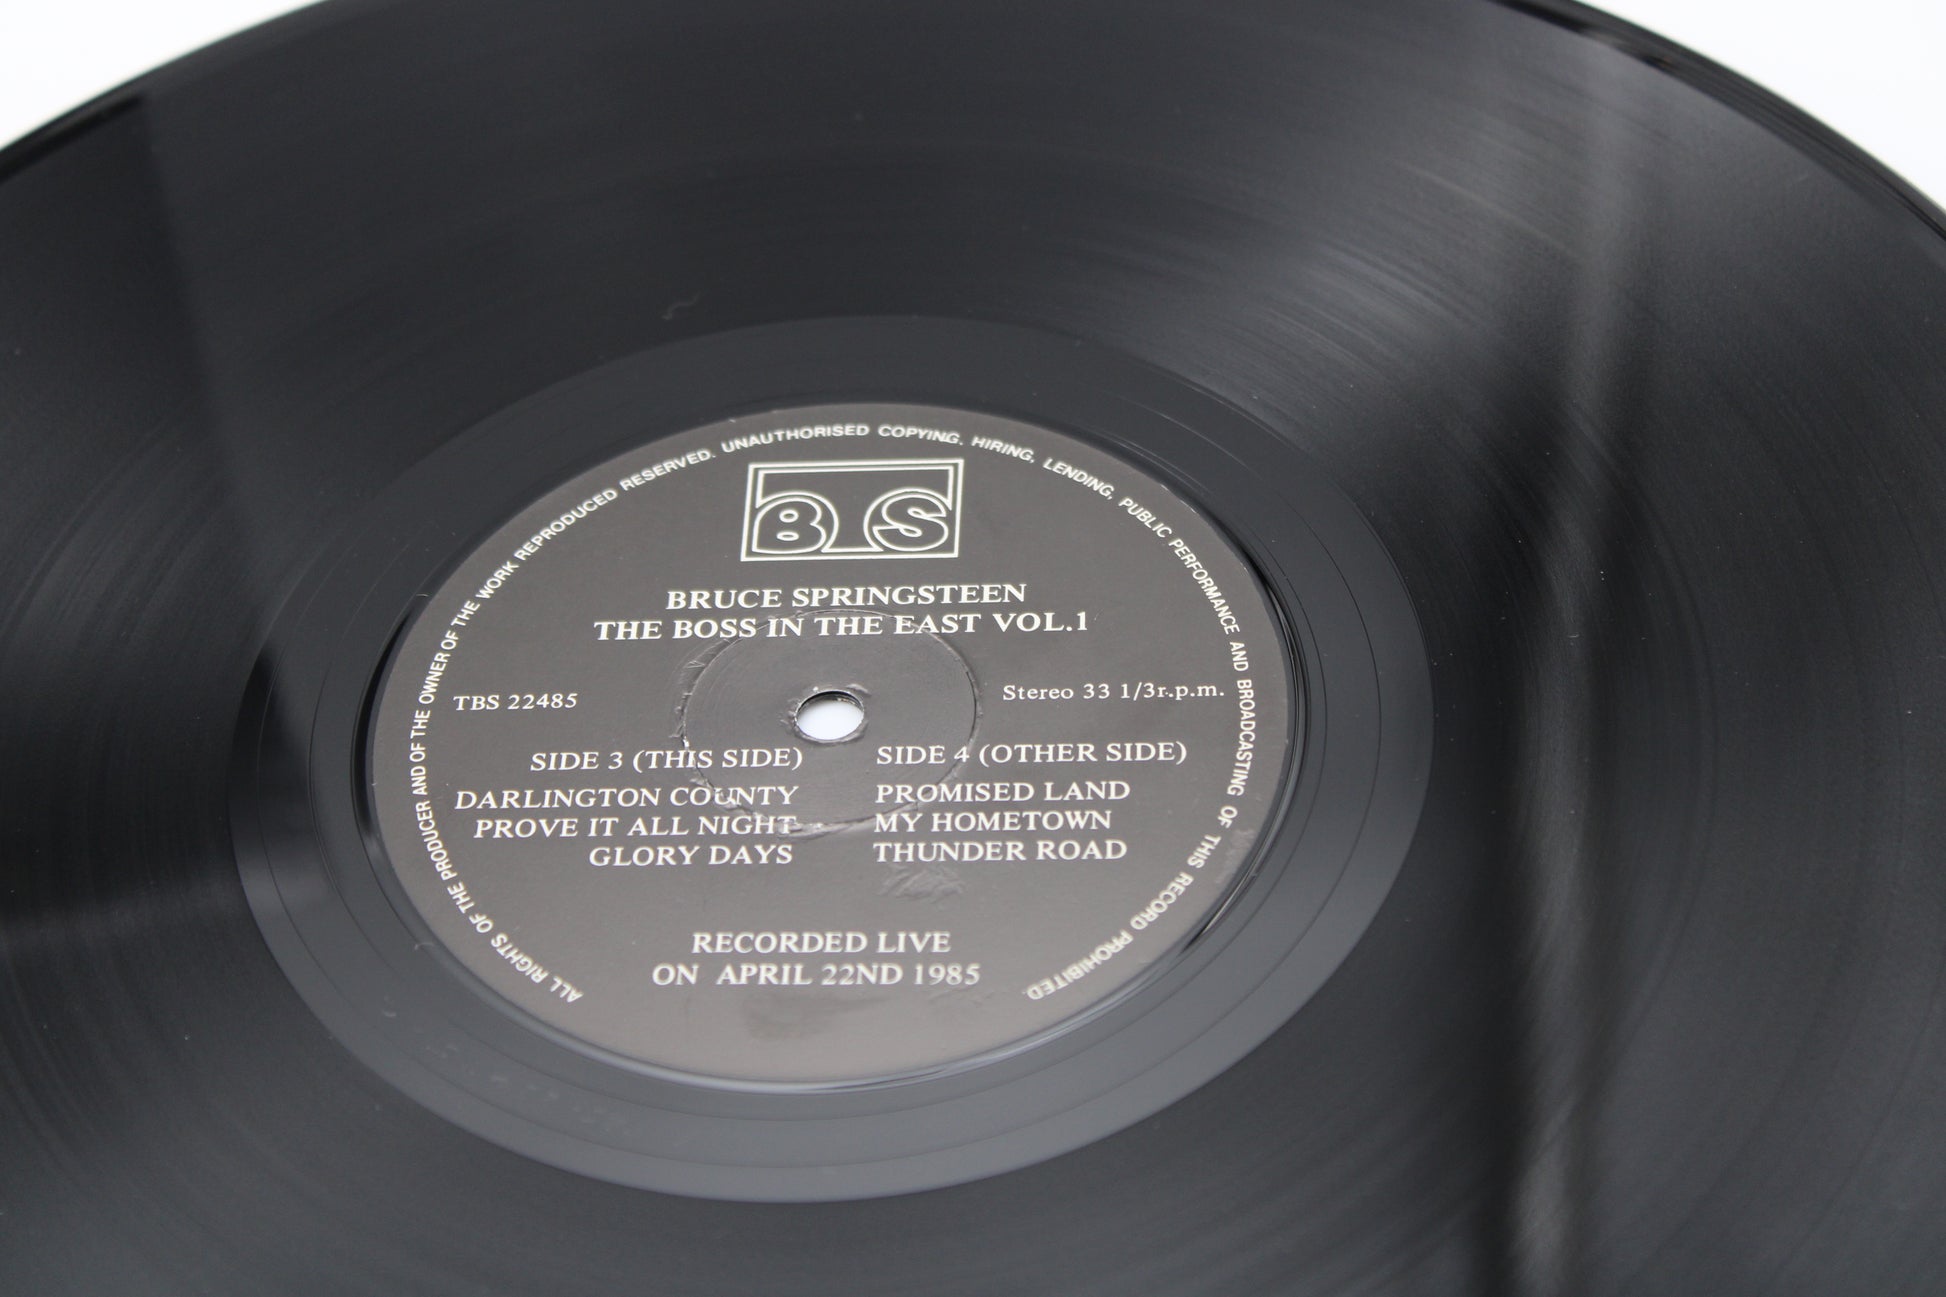 ALL RIGHTS OF THE PRODUCER AND OF THE OWNER OF THE WORK REPRODUCED RESERVED. UNAUTHORISED COPYING, HIRING, LENDING, PUBLIC PERFORMANCE AND BROADCASTING OF THIS RECORD PROHIBITED.
BS
BRUCE SPRINGSTEEN
THE BOSS IN THE EAST VOL.1
TBS 22485
Stereo 33 1/3r.p.m.
SIDE 3 (THIS SIDE)
DARLINGTON COUNTY
PROVE IT ALL NIGHT
GLORY DAYS
SIDE 4 (OTHER SIDE)
PROMISED LAND
MY HOMETOWN
THUNDER ROAD
RECORDED LIVE
ON APRIL 22ND 1985